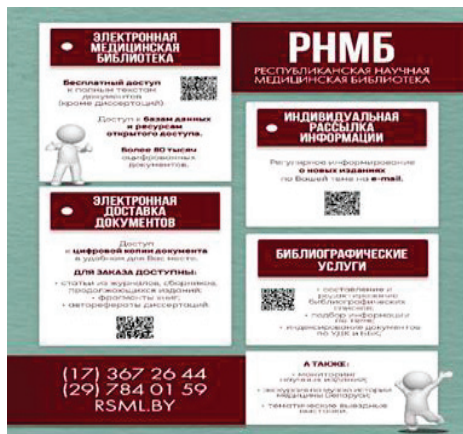 ЭЛЕКТРОННАЯ
МЕДИЦИНСКАЯ
БИБЛИОТЕКА
Бесплатный доступ
к полным текстам
документов
(кроме диссертаций).
Доступ к базам данных
и ресурсам
открытого доступа.
Более 80 тысяч
оцифрованных
документов.
ЭЛЕКТРОННАЯ
ДОСТАВКА
ДОКУМЕНТОВ
Доступ
к цифровой копии документа
в удобном для Вас месте.
ДЛЯ ЗАКАЗА ДОСТУПНЫ:
• статьи из журналов, сборников,
продолжающихся изданий;
• фрагменты книг;
• авторефераты диссертаций.
(17) 367 26 44
(29) 784 01 59
RSML.BY
РНМБ
РЕСПУБЛИКАНСКАЯ НАУЧНАЯ
МЕДИЦИНСКАЯ БИБЛИОТЕКА
ИНДИВИДУАЛЬНАЯ
РАССЫЛКА
ИНФОРМАЦИИ
Регулярное информирование
о новых изданиях
по Вашей теме на e-mail.
БИБЛИОГРАФИЧЕСКИЕ
УСЛУГИ
• составление и
редактирование
библиографических
списков;
• подбор информации
по теме;
• индексирование документов
по УДК и ББК;
А ТАКЖЕ:
• мониторинг
научных изданий;
• экскурсии по музею истории
медицины Беларуси;
• тематические выездные
выставки.